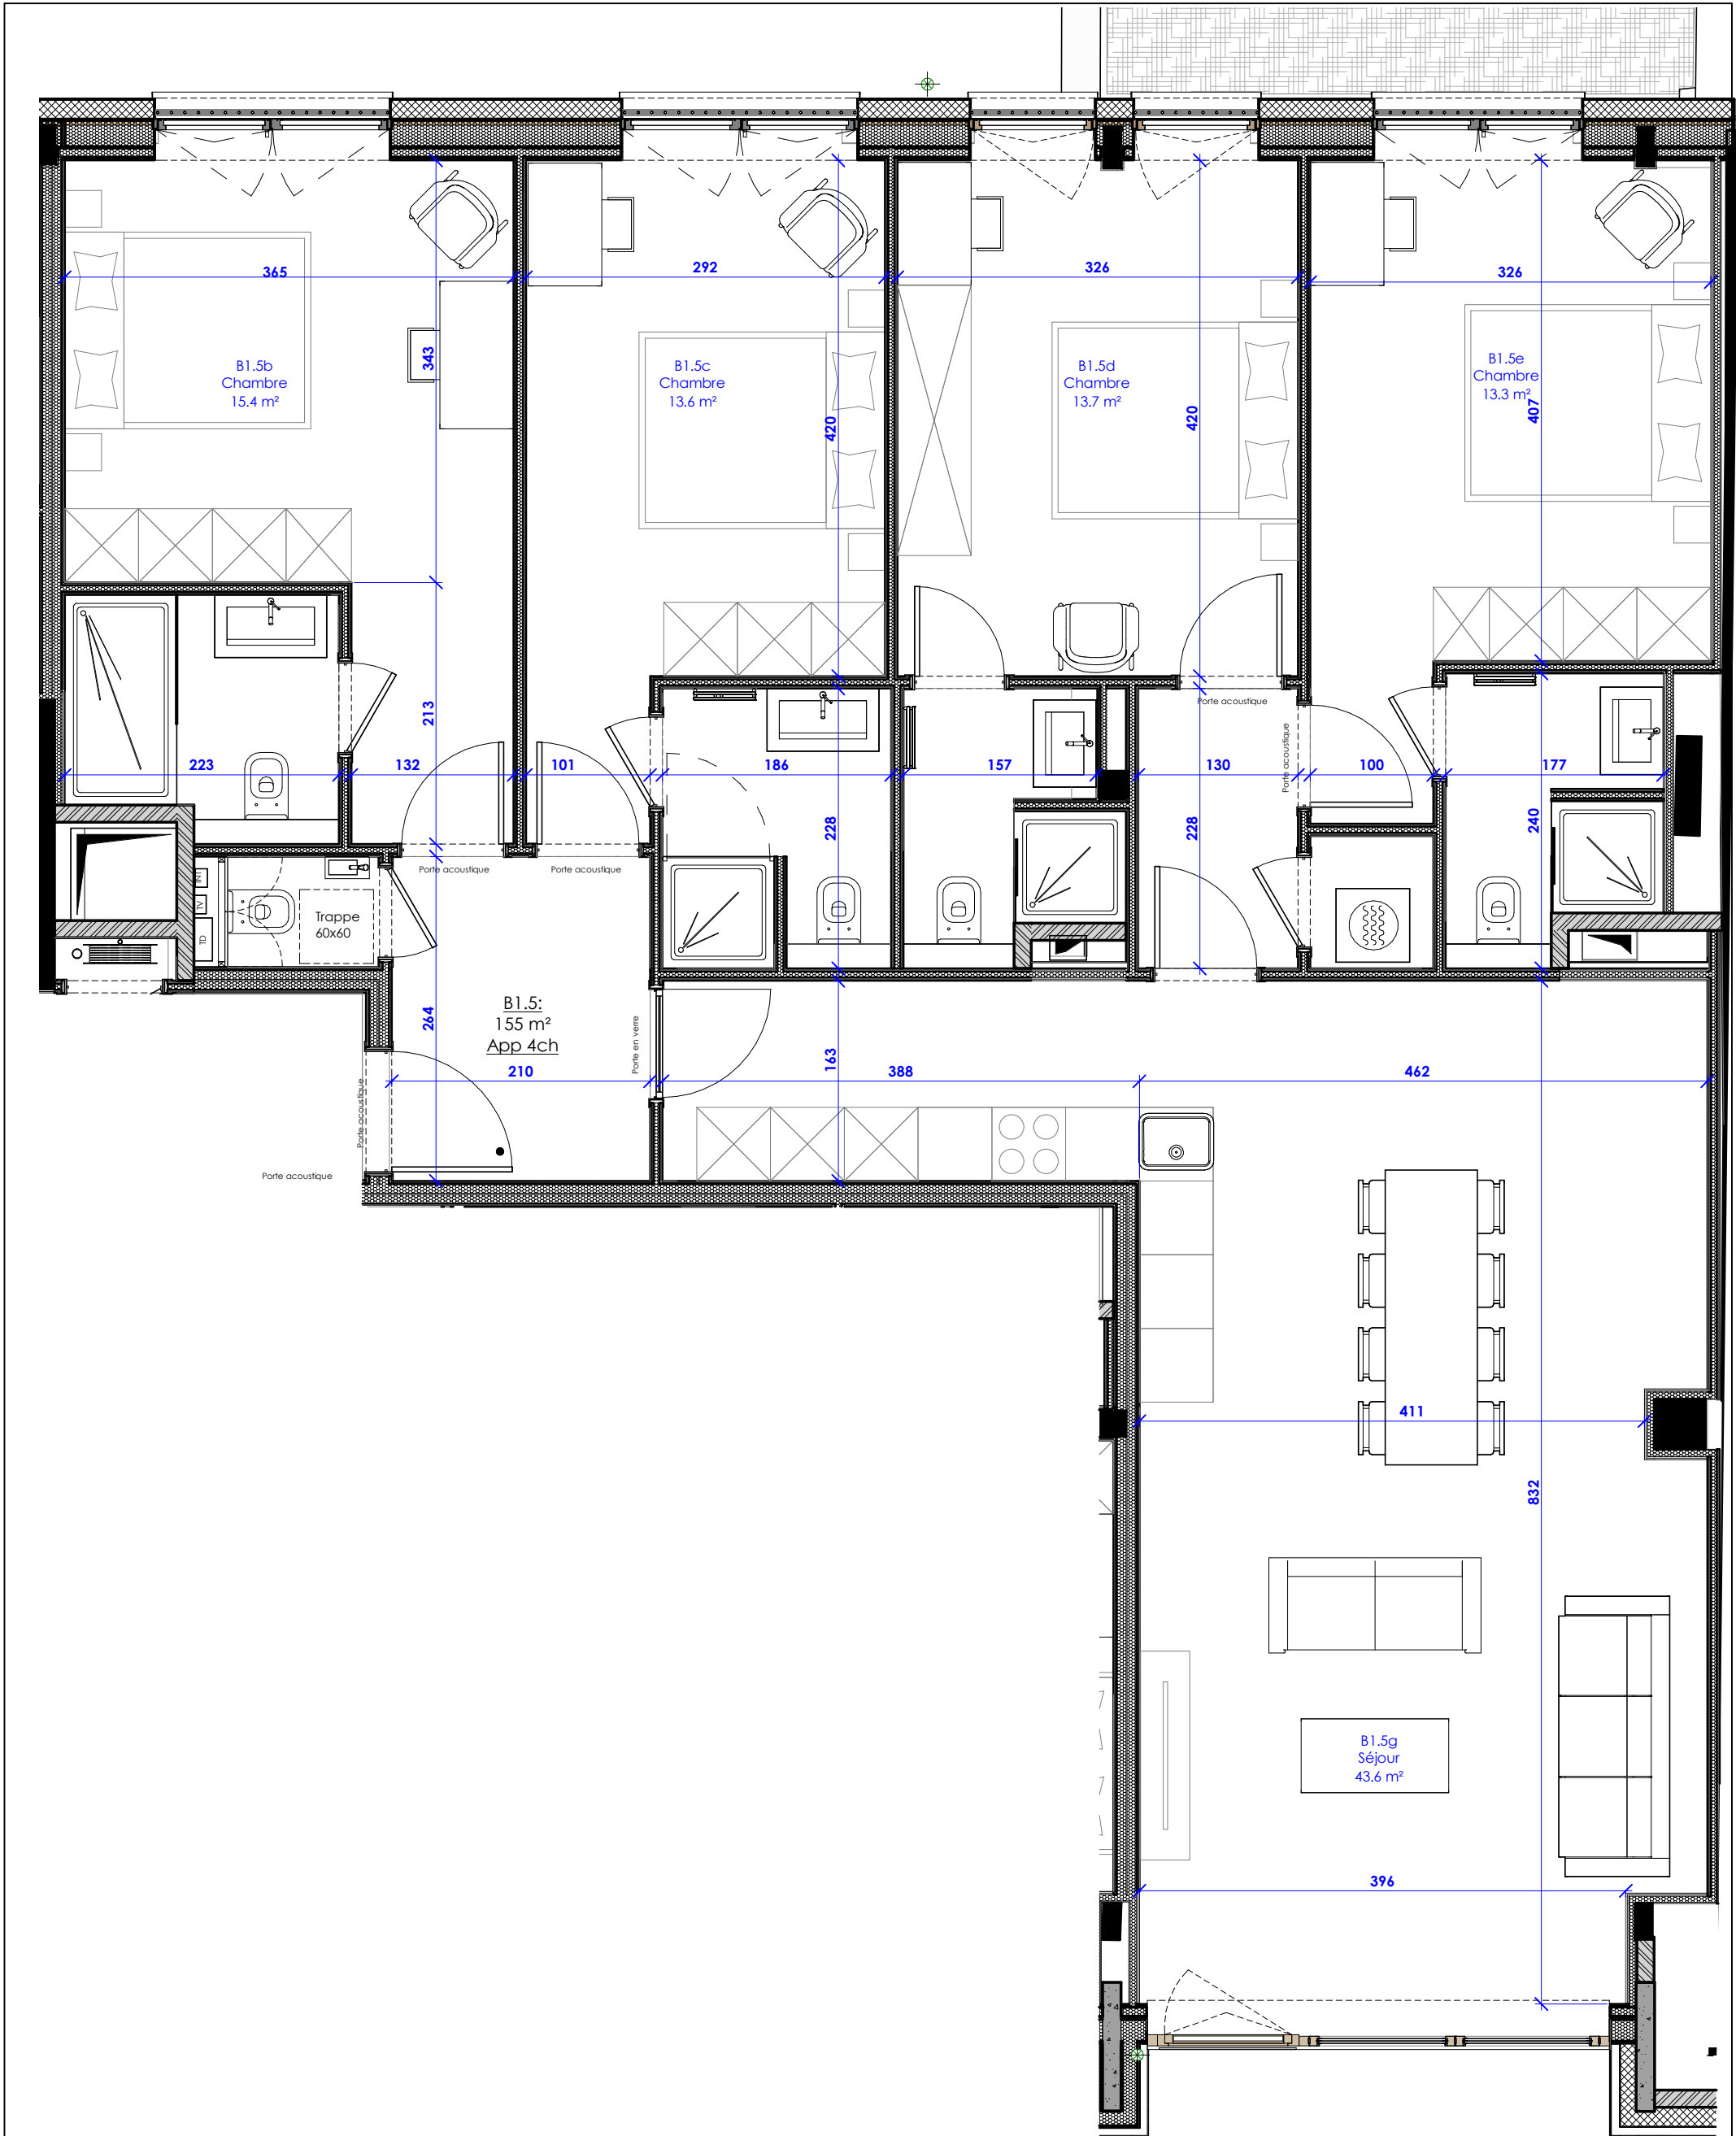 365
292
326
326
B1.5b
Chambre
15.4 m²
343
B1.5c
Chambre
13.6 m²
420
B1.5d
Chambre
13.7 m²
420
B1.5e
Chambre
13.3 m²
407
Porte acoustique
Porte acoustique
213
223
132
101
186
157
130
100
177
228
228
240
Porte acoustique
Porte acoustique
TV
TD
Trappe
60x60
B1.5:
155 m²
App 4ch
264
Porte en verre
163
210
388
462
Porte acoustique
Porte acoustique
411
832
B1.5g
Séjour
43.6 m²
396